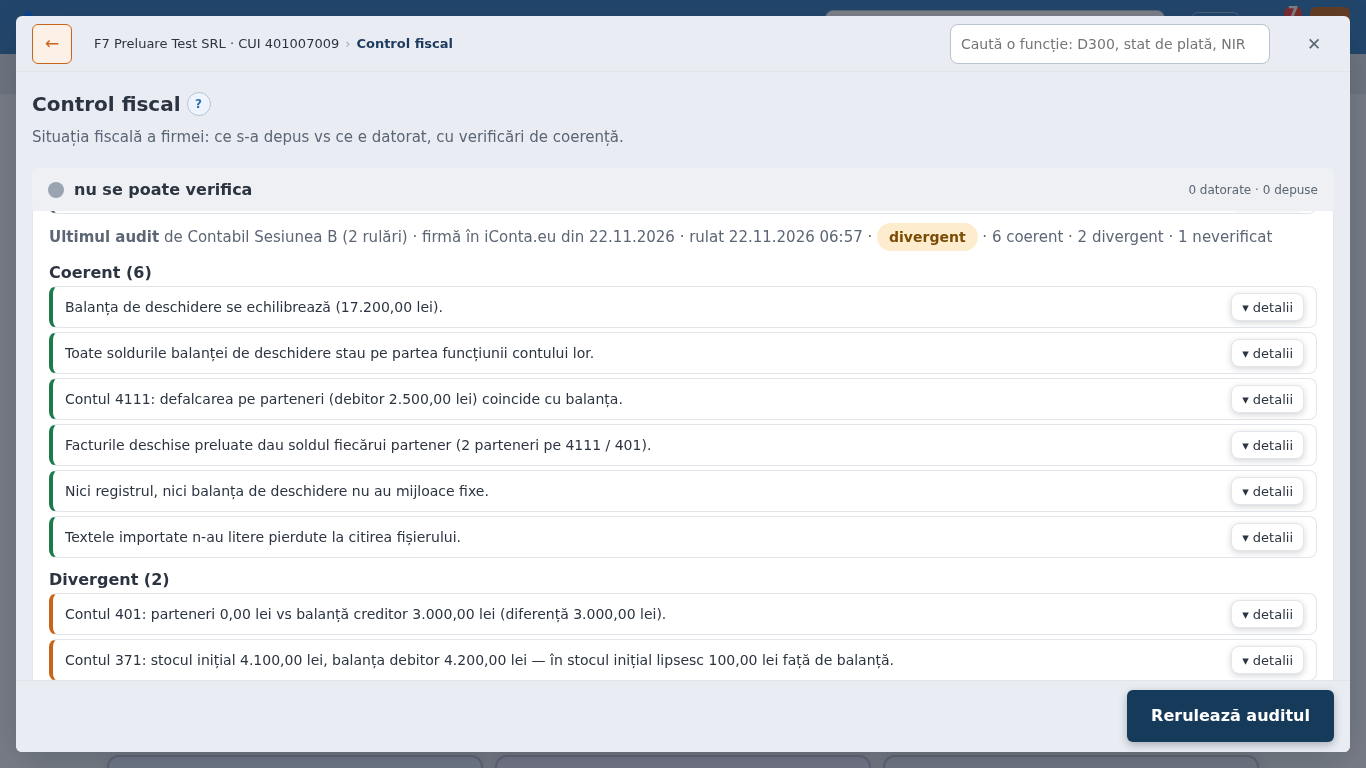 7
←
F7 Preluare Test SRL · CUI 401007009 › Control fiscal
Caută o funcție: D300, stat de plată, NIR
✕
Control fiscal ?
Situația fiscală a firmei: ce s-a depus vs ce e datorat, cu verificări de coerență.
nu se poate verifica
0 datorate · 0 depuse
Ultimul audit de Contabil Sesiunea B (2 rulări) · firmă în iConta.eu din 22.11.2026 · rulat 22.11.2026 06:57 · divergent · 6 coerent · 2 divergent · 1 neverificat
Coerent (6)
Balanța de deschidere se echilibrează (17.200,00 lei).
▾ detalii
Toate soldurile balanței de deschidere stau pe partea funcțiunii contului lor.
▾ detalii
Contul 4111: defalcarea pe parteneri (debitor 2.500,00 lei) coincide cu balanța.
▾ detalii
Facturile deschise preluate dau soldul fiecărui partener (2 parteneri pe 4111 / 401).
▾ detalii
Nici registrul, nici balanța de deschidere nu au mijloace fixe.
▾ detalii
Textele importate n-au litere pierdute la citirea fișierului.
▾ detalii
Divergent (2)
Contul 401: parteneri 0,00 lei vs balanță creditor 3.000,00 lei (diferență 3.000,00 lei).
▾ detalii
Contul 371: stocul inițial 4.100,00 lei, balanța debitor 4.200,00 lei — în stocul inițial lipsesc 100,00 lei față de balanță.
▾ detalii
Rerulează auditul